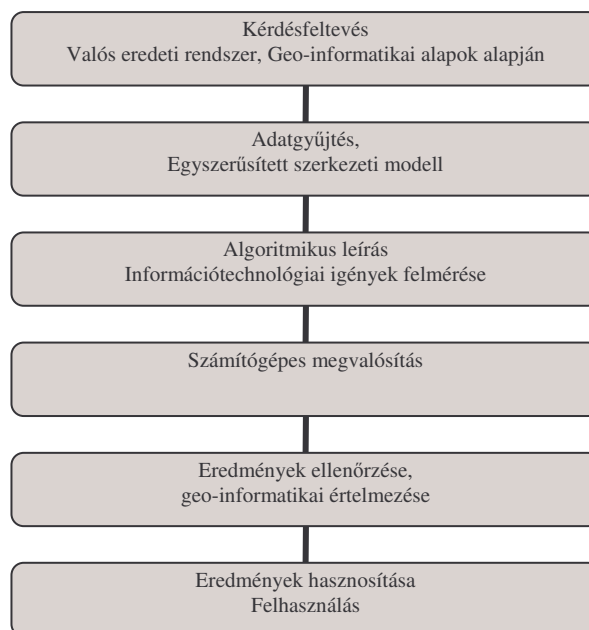 Kérdésfeltevés
Valós eredeti rendszer, Geo-informatikai alapok alapján
Adatgyűjtés,
Egyszerűsített szerkezeti modell
Algoritmikus leírás
Információtechnológiai igények felmérése
Számítógépes megvalósítás
Eredmények ellenőrzése,
geo-informatikai értelmezése
Eredmények hasznosítása
Felhasználás